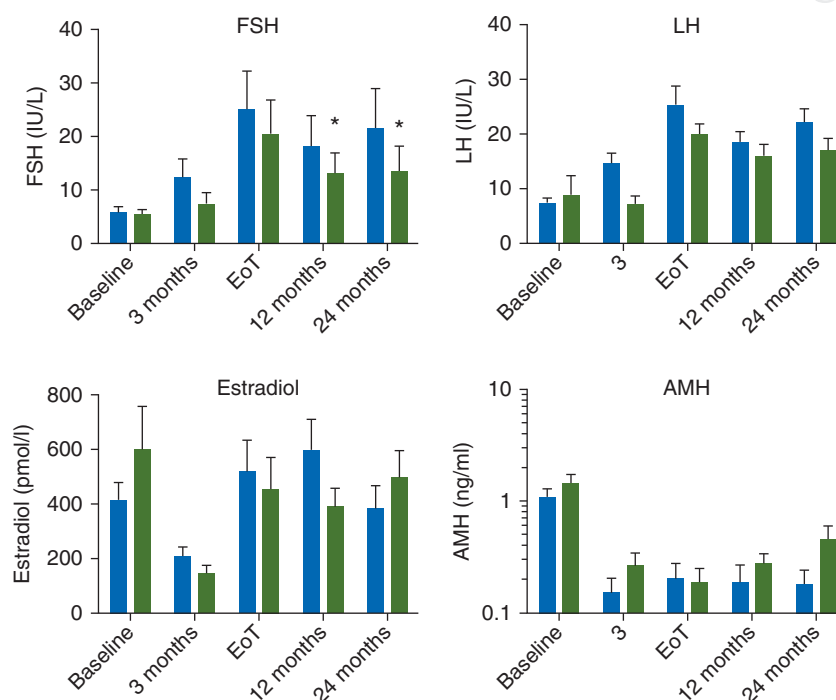 FSH
FSH (IU/L)
40
30
20
10
0
*
*
Baseline
3 months
EoT
12 months
24 months
LH
LH (IU/L)
40
30
20
10
0
Baseline
3
EoT
12 months
24 months
Estradiol
Estradiol (pmol/l)
800
600
400
200
0
Baseline
3 months
EoT
12 months
24 months
AMH
AMH (ng/ml)
10
1
0.1
Baseline
3
EoT
12 months
24 months